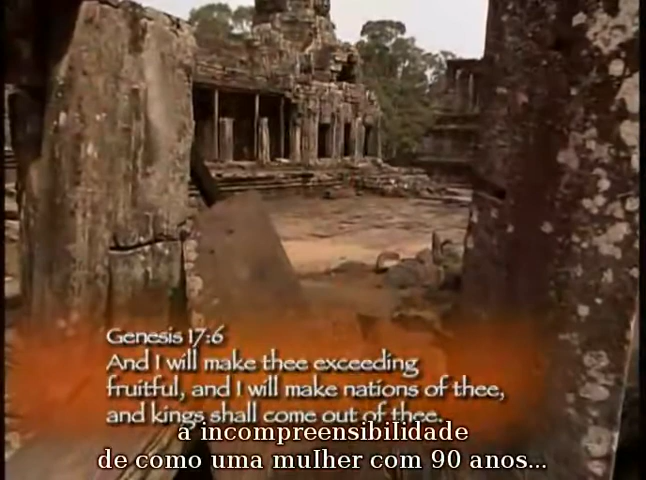 Genesis 17:6
And I will make thee exceeding
fruitful, and I will make nations of thee,
and kings shall come out of thee.
a incompreensibilidade
de como uma mulher com 90 anos...